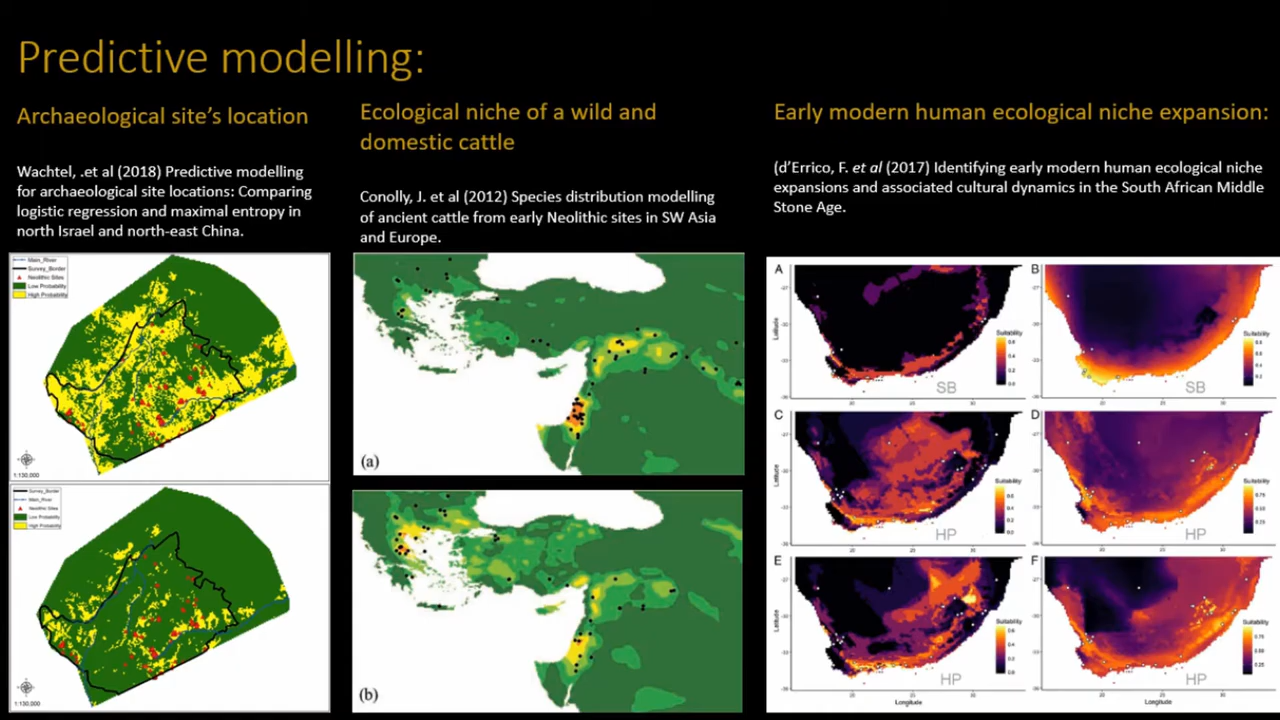 Predictive modelling:
Archaeological site's location
Wachtel, .et al (2018) Predictive modelling
for archaeological site locations: Comparing
logistic regression and maximal entropy in
north Israel and north-east China.
Main_River
Survey_Border
Neolithic Sites
Low Probability
High Probability
1:130,000
Survey_Border
Main_River
Neolithic Sites
Low Probability
High Probability
1:130,000
Ecological niche of a wild and
domestic cattle
Conolly, J. et al (2012) Species distribution modelling
of ancient cattle from early Neolithic sites in SW Asia
and Europe.
(a)
(b)
Early modern human ecological niche expansion:
(d'Errico, F. et al (2017) Identifying early modern human ecological niche
expansions and associated cultural dynamics in the South African Middle
Stone Age.
A
Latitude
Suitability
SB
B
Suitability
SB
C
Latitude
Suitability
HP
D
Suitability
HP
E
Latitude
Suitability
HP
Longitude
F
Suitability
HP
Longitude